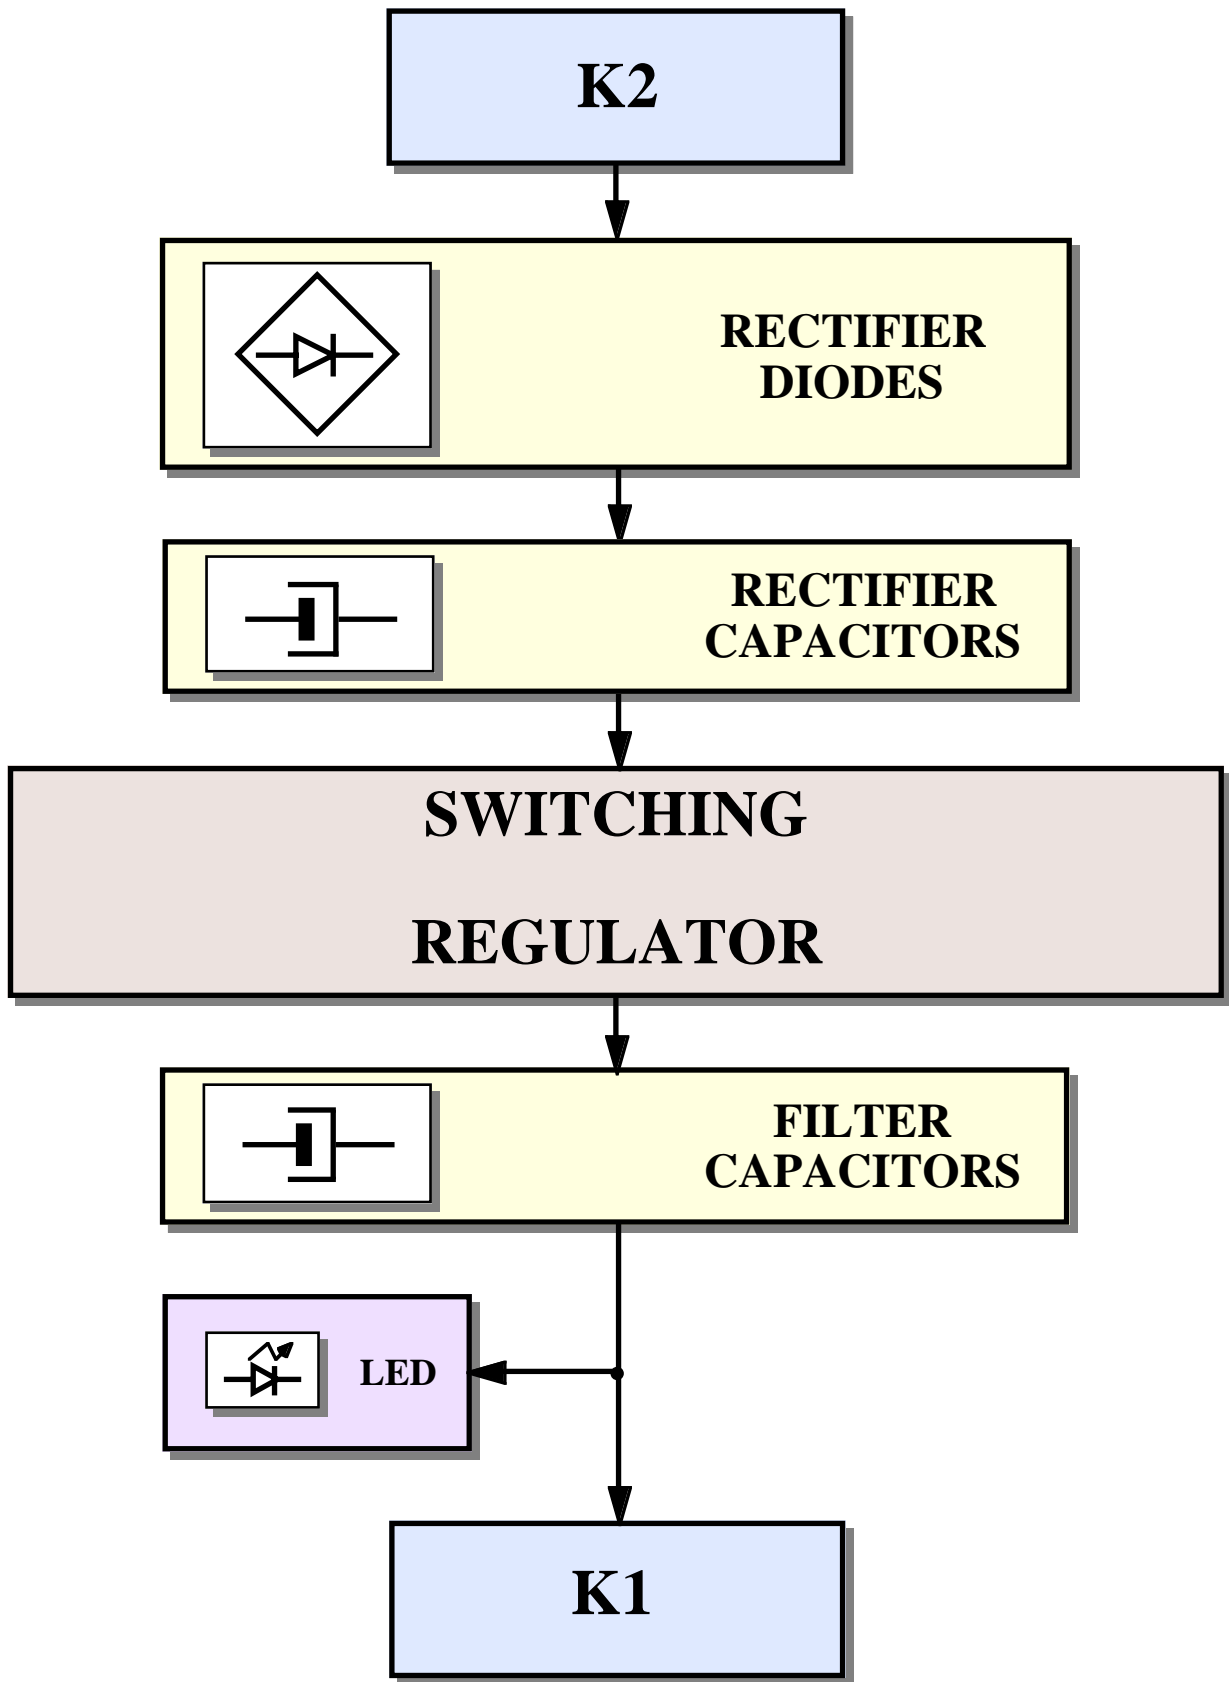 K2
RECTIFIER
DIODES
RECTIFIER
CAPACITORS
SWITCHING
REGULATOR
FILTER
CAPACITORS
LED
K1